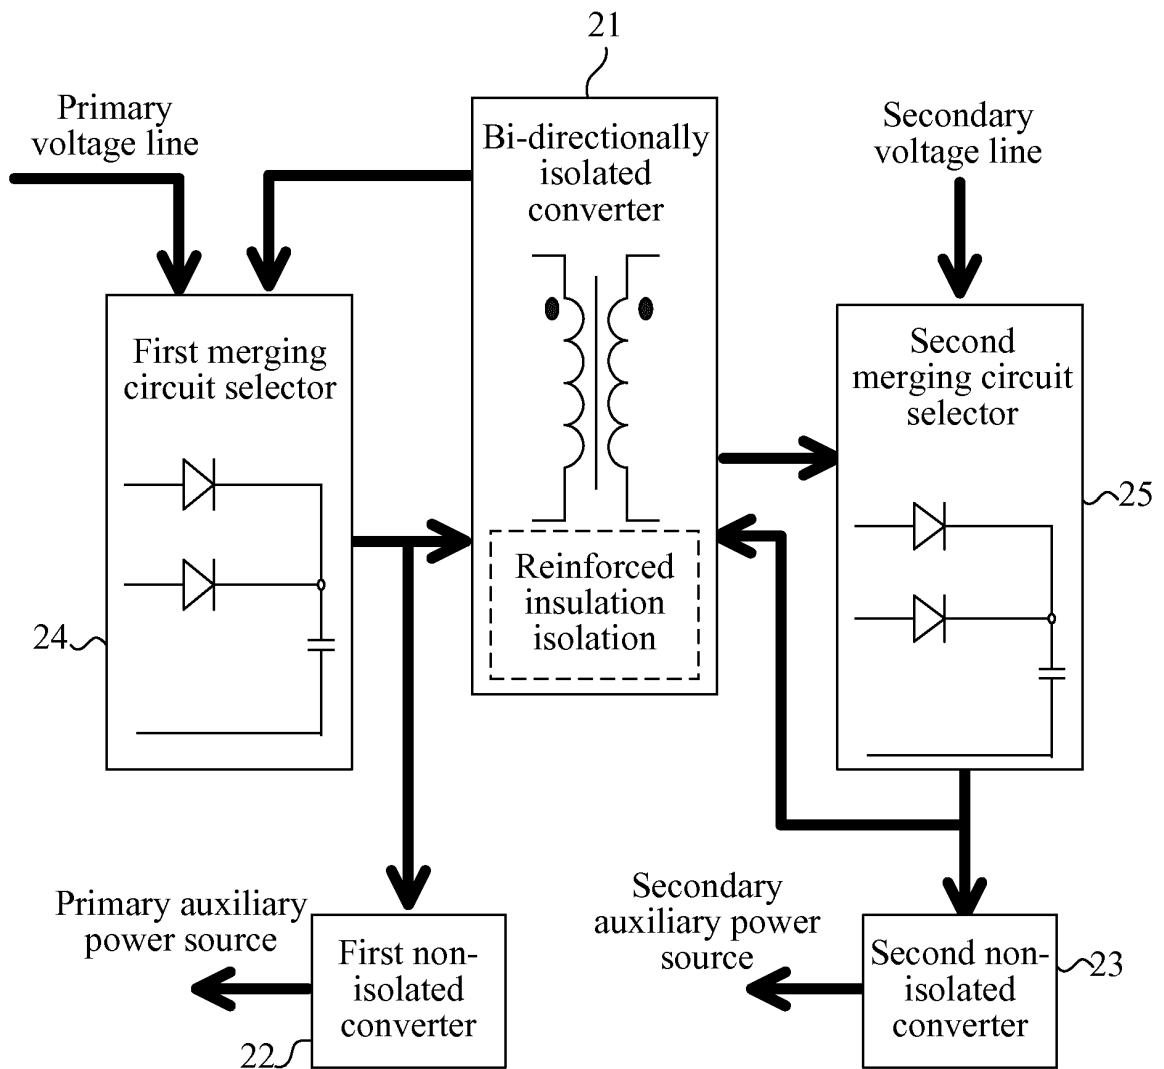 21
Primary
voltage line
Bi-directionally
isolated
converter
Secondary
voltage line
First merging
circuit selector
Second
merging circuit
selector
25
Reinforced
insulation
isolation
24
Primary auxiliary
power source
Secondary
auxiliary power
source
First non-
isolated
converter
22
Second non-
isolated
converter
23